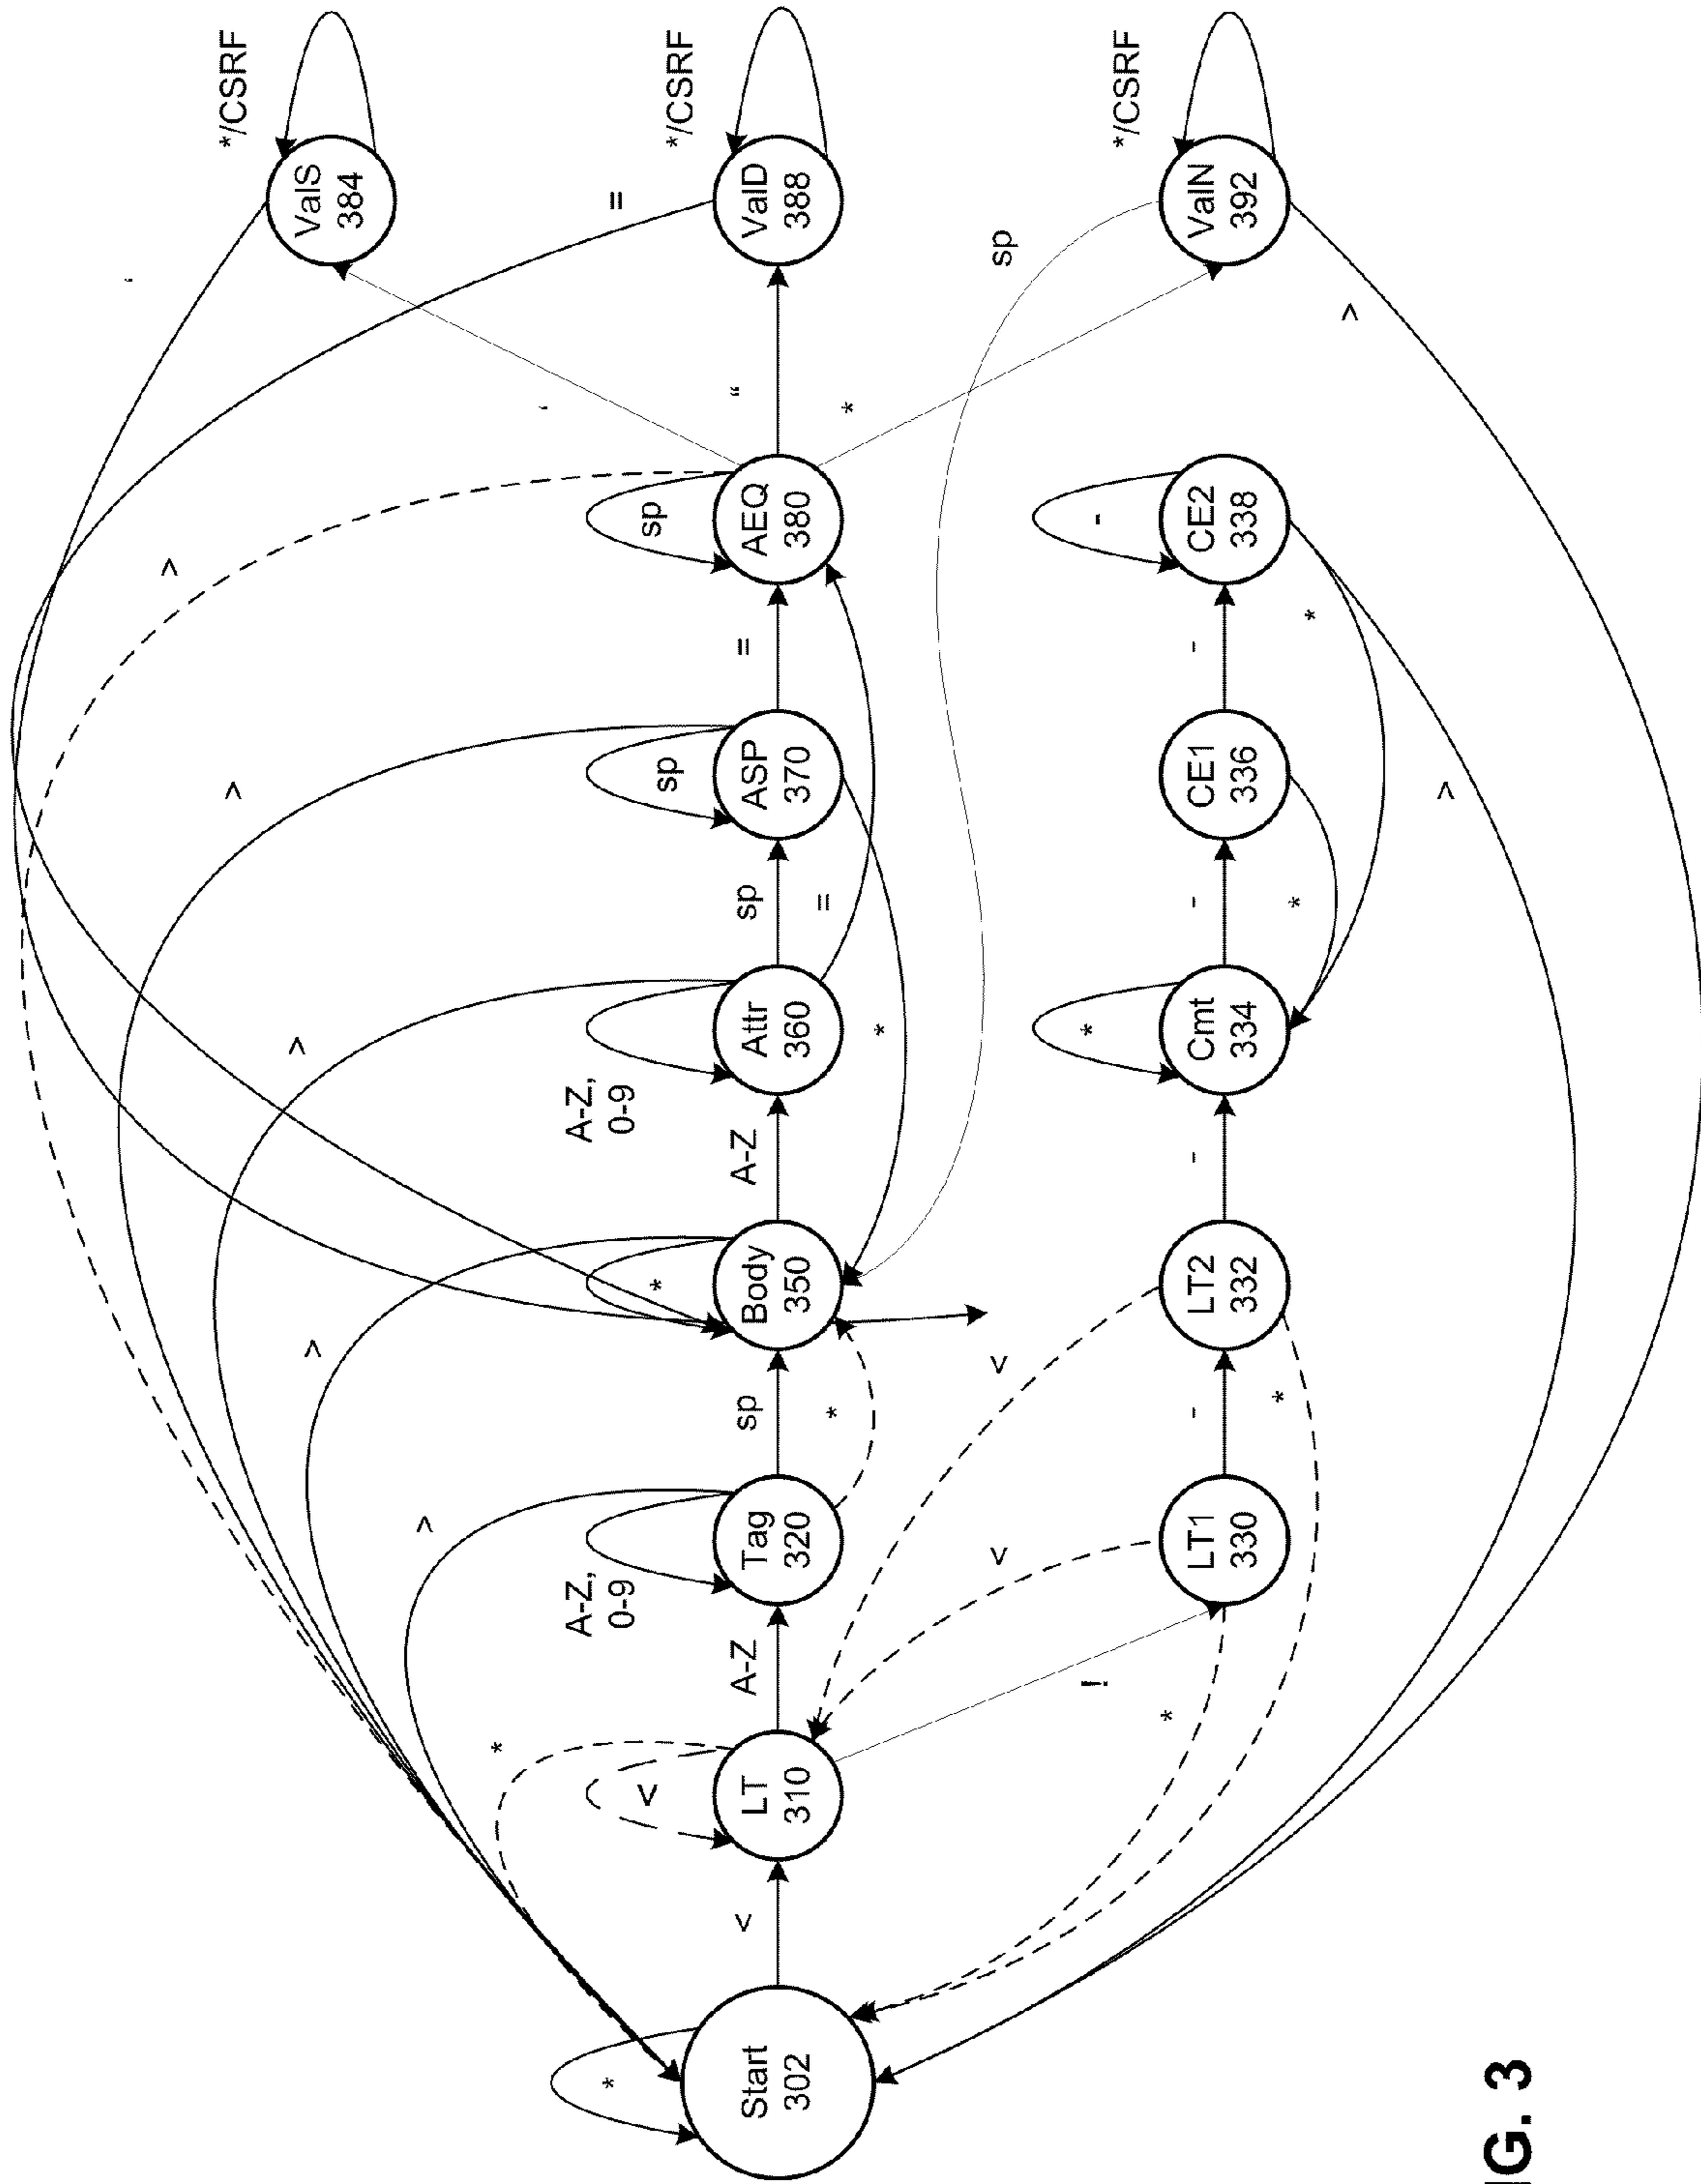 '
>
*/CSRF
>
>
>
ValS
384
>
*
'
A-Z,
0-9
A-Z,
0-9
=
*
<
*
sp
sp
*/CSRF
<
A-Z
sp
A-Z
sp
=
“
Start
302
LT
310
Tag
320
Body
350
Attr
360
ASP
370
AEQ
380
ValD
388
*
=
*
*
<
<
sp
!
*
-
*/CSRF
*
-
-
-
-
LT1
330
LT2
332
Cmt
334
CE1
336
CE2
338
ValN
392
*
*
*
>
>
FIG. 3